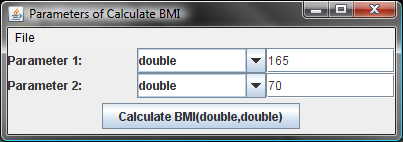 Parameters of Calculate BMI
File
Parameter 1: double 165
Parameter 2: double 70
Calculate BMI(double,double)